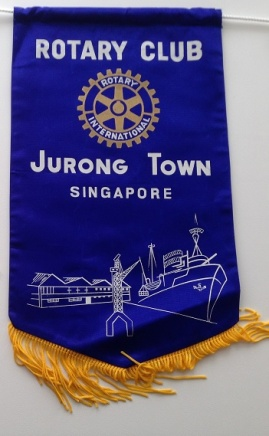 ROTARY CLUB
ROTARY
INTERNATIONAL
JURONG TOWN
SINGAPORE